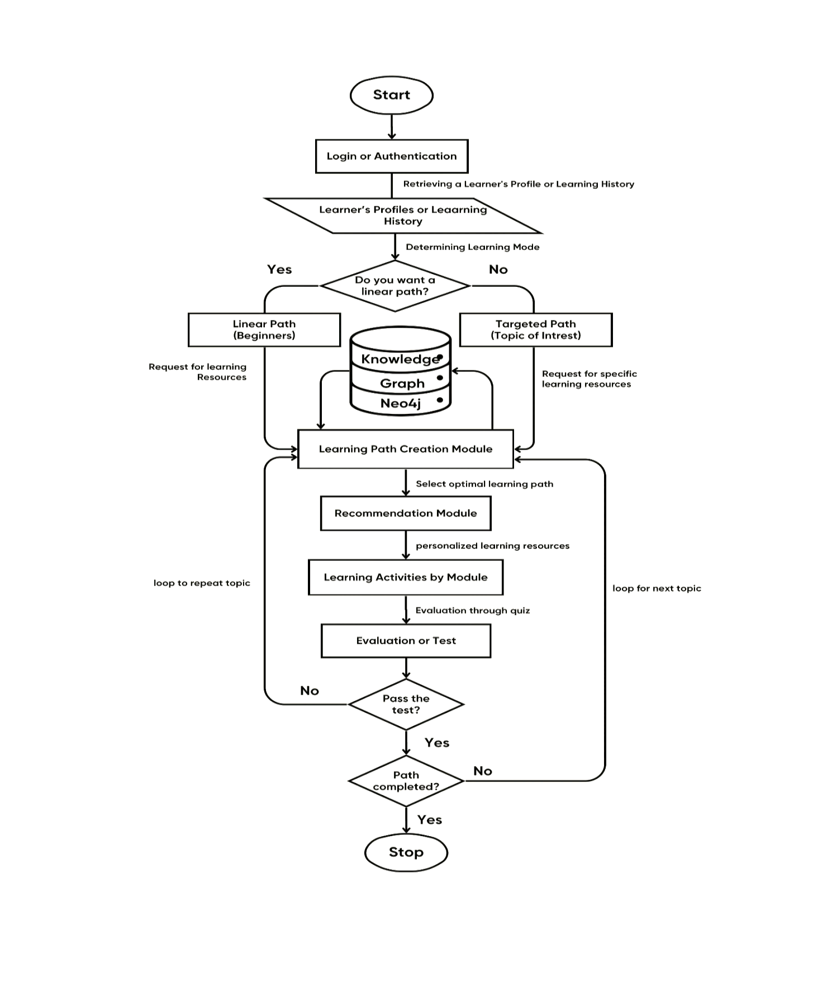 Start
Login or Authentication
Retrieving a Learner's Profile or Learning History
Learner's Profiles or Leaarning
History
Determining Learning Mode
Yes
No
Do you want a
linear path?
Linear Path
(Beginners)
Targeted Path
(Topic of Intrest)
Knowledge
Graph
Neo4j
Request for learning
Resources
Request for specific
learning resources
Learning Path Creation Module
Select optimal learning path
Recommendation Module
personalized learning resources
Learning Activities by Module
loop to repeat topic
loop for next topic
Evaluation through quiz
Evaluation or Test
No
Pass the
test?
Yes
Path
completed?
No
Yes
Stop